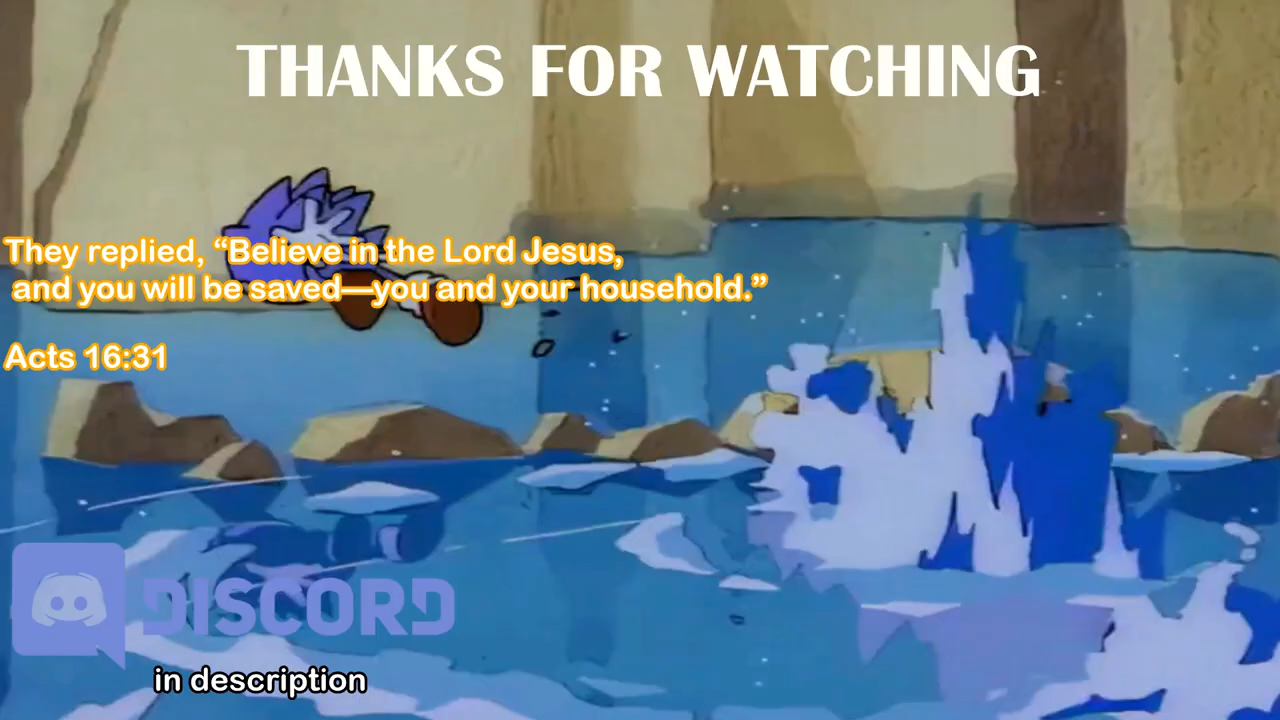 THANKS FOR WATCHING
They replied, “Believe in the Lord Jesus,
and you will be saved—you and your household.”
Acts 16:31
DISCORD
in description